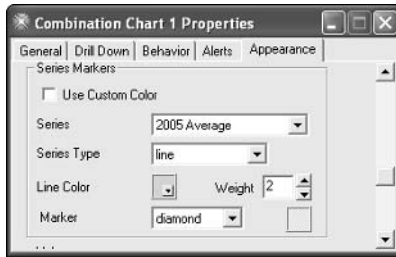 Combination Chart 1 Properties
General Drill Down Behavior Alerts Appearance
Series Markers
Use Custom Color
Series 2005 Average
Series Type line
Line Color Weight 2
Marker diamond